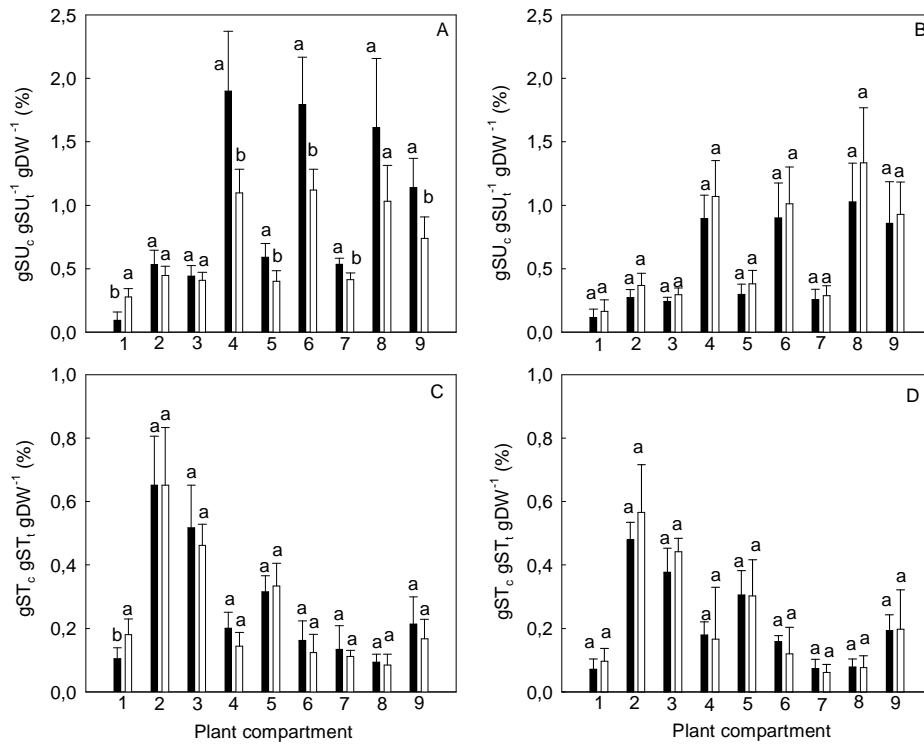 A
gSU_c gSU_t^-1 gDW^-1 (%)
2,5
2,0
1,5
1,0
0,5
0,0
b a a a a a a b a b a b a b a a a b
1 2 3 4 5 6 7 8 9
B
gSU_c gSU_t^-1 gDW^-1 (%)
2,5
2,0
1,5
1,0
0,5
0,0
a a a a a a a a a a a a a a a a a a
1 2 3 4 5 6 7 8 9
C
gST_c gST_t gDW^-1 (%)
1,0
0,8
0,6
0,4
0,2
0,0
b a a a a a a a a a a a a a a a a a
1 2 3 4 5 6 7 8 9
Plant compartment
D
gST_c gST_t gDW^-1 (%)
1,0
0,8
0,6
0,4
0,2
0,0
a a a a a a a a a a a a a a a a a a
1 2 3 4 5 6 7 8 9
Plant compartment